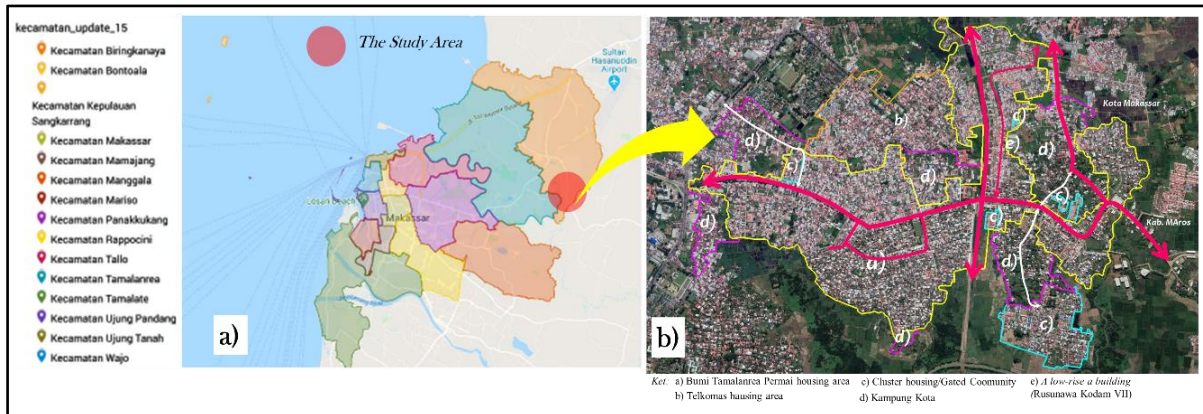 kecamatan_update_15
Kecamatan Biringkanaya
Kecamatan Bontoala
Kecamatan Kepulauan
Sangkarrang
Kecamatan Makassar
Kecamatan Mamajang
Kecamatan Manggala
Kecamatan Mariso
Kecamatan Panakkukang
Kecamatan Rappocini
Kecamatan Tallo
Kecamatan Tamalanrea
Kecamatan Tamalate
Kecamatan Ujung Pandang
Kecamatan Ujung Tanah
Kecamatan Wajo
The Study Area
Sultan
Hasanuddin
Airport
Losari Beach
Makassar
a)
b)
d)
c)
d)
d)
a)
d)
c)
e)
d)
c)
c)
d)
c)
d)
Kota Makassar
Kab. MAros
b)
Ket: a) Bumi Tamalanrea Permai housing area
b) Telkomas hausing area
c) Cluster housing/Gated Coomunity
d) Kampung Kota
e) A low-rise a building
(Rusunawa Kodam VII)